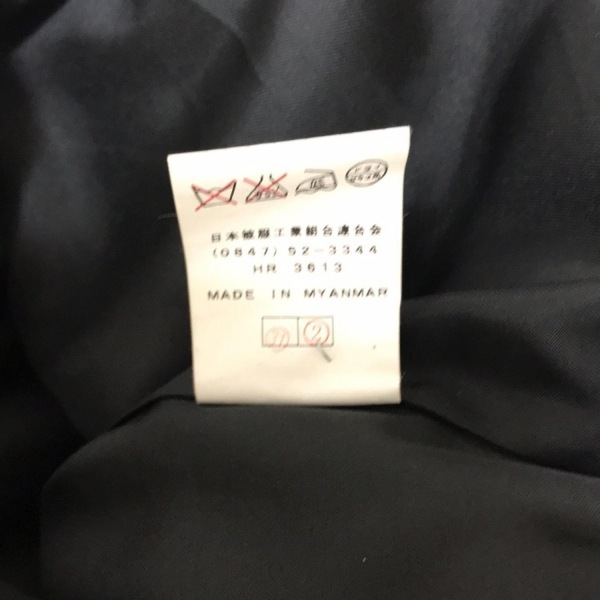 日本被服工業組合連合会
(0847) 52-3344
HR 3613
MADE IN MYANMAR